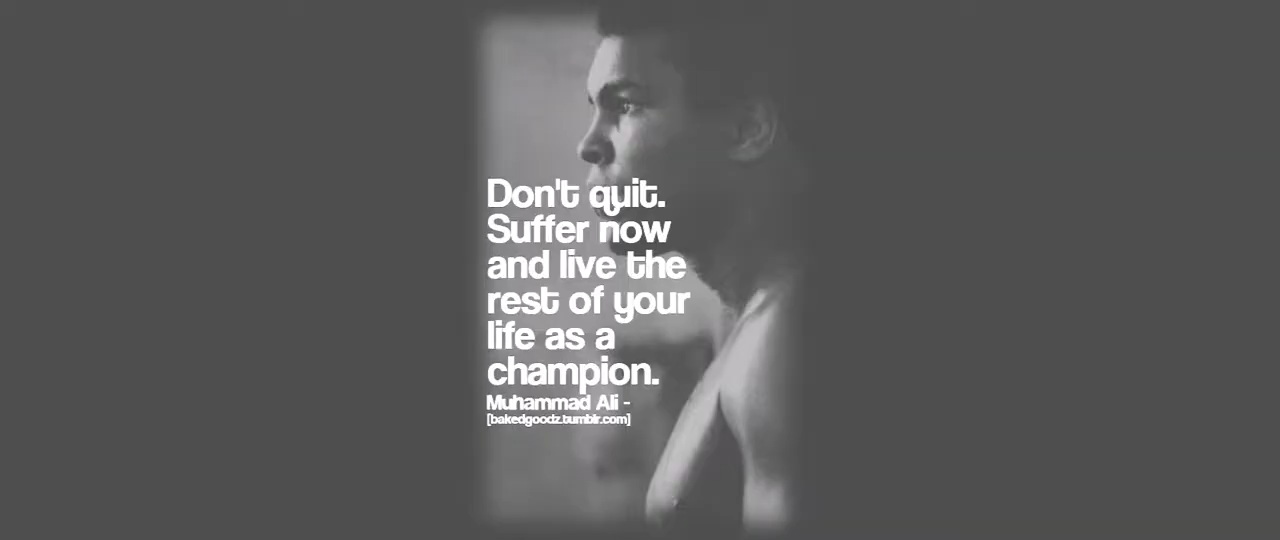 Don't quit.
Suffer now
and live the
rest of your
life as a
champion.
Muhammad Ali -
[bakedgoodz.tumblr.com]